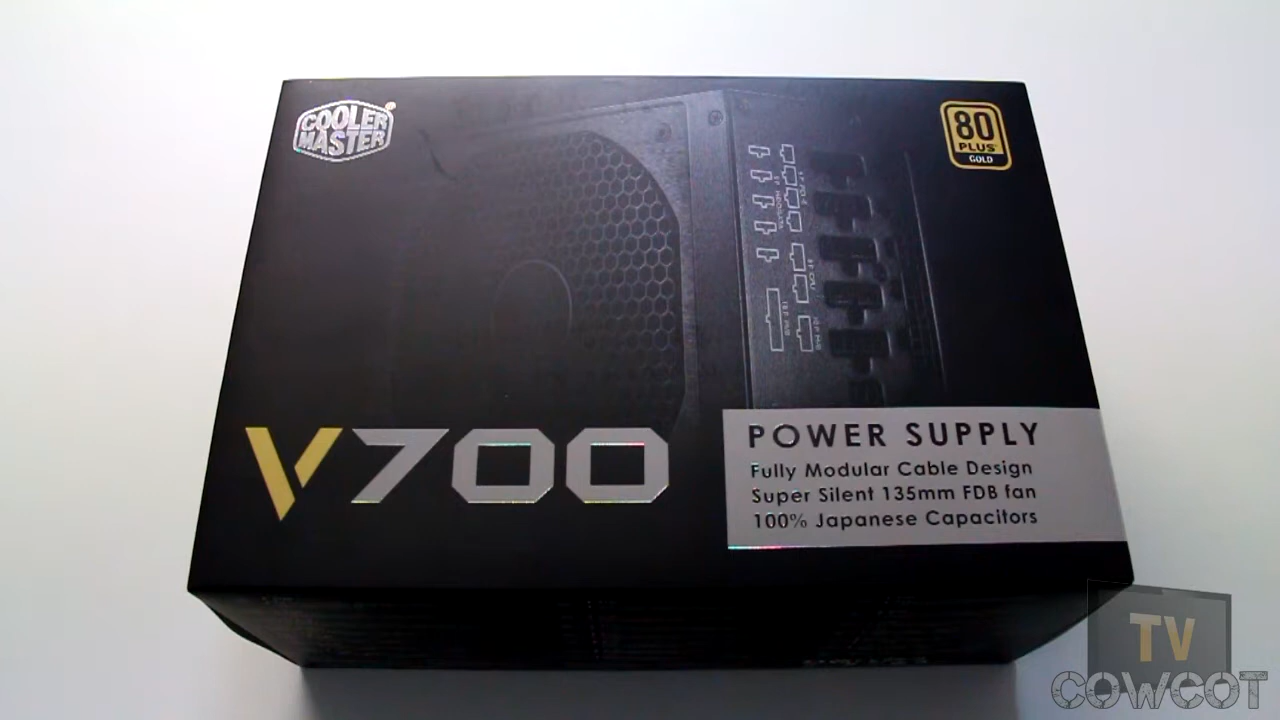 COOLER
MASTER
80
PLUS
GOLD
V700
POWER SUPPLY
Fully Modular Cable Design
Super Silent 135mm FDB fan
100% Japanese Capacitors
TV
COWCOT